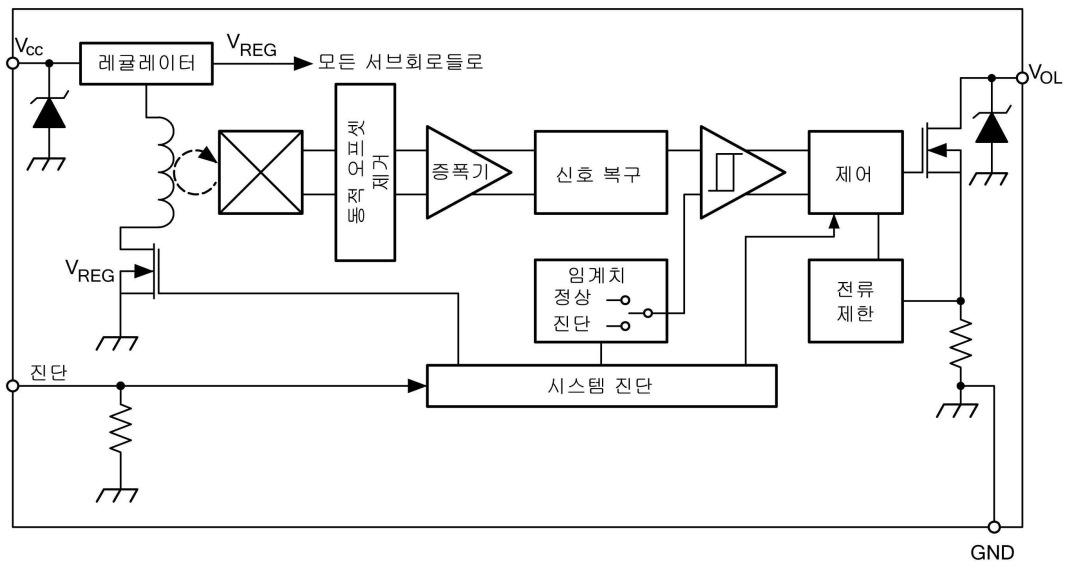 VCC
레귤레이터
VREG
모든 서브회로들로
VOL
동적 오프셋
제거
증폭기
신호 복구
제어
VREG
임계치
정상
진단
전류
제한
진단
시스템 진단
GND